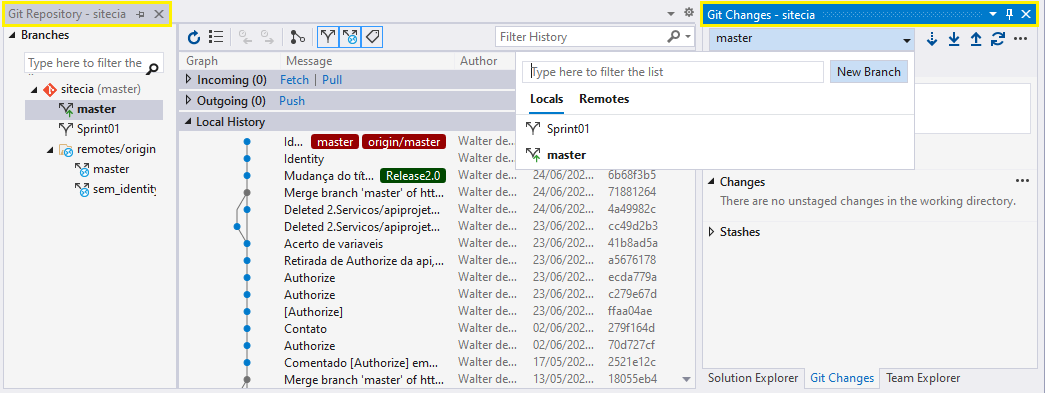 Git Repository - sitecia
Branches
Type here to filter the
sitecia (master)
master
Sprint01
remotes/origin
master
sem_identity
Filter History
Graph Message Author
Incoming (0) Fetch | Pull
Outgoing (0) Push
Local History
Id... master origin/master Walter de...
Identity Walter de...
Mudança do tít... Release2.0 Walter de... 24/06/202... 6b68f3b5
Merge branch 'master' of htt... Walter de... 24/06/202... 71881264
Deleted 2.Servicos/apiprojet... Walter de... 24/06/202... 4a49982c
Deleted 2.Servicos/apiprojet... Walter de... 23/06/202... cc49d2b3
Acerto de variaveis Walter de... 23/06/202... 41b8ad5a
Retirada de Authorize da api,... Walter de... 23/06/202... a5676178
Authorize Walter de... 23/06/202... ecda779a
Authorize Walter de... 23/06/202... c279e67d
[Authorize] Walter de... 23/06/202... ffaa04ae
Contato Walter de... 02/06/202... 279f164d
Authorize Walter de... 02/06/202... 70d727cf
Comentado [Authorize] em... Walter de... 17/05/202... 2521e12c
Merge branch 'master' of htt... Walter de... 13/05/202... 18055eb4
Git Changes - sitecia
master
Type here to filter the list New Branch
Locals Remotes
Sprint01
master
Changes
There are no unstaged changes in the working directory.
Stashes
Solution Explorer Git Changes Team Explorer